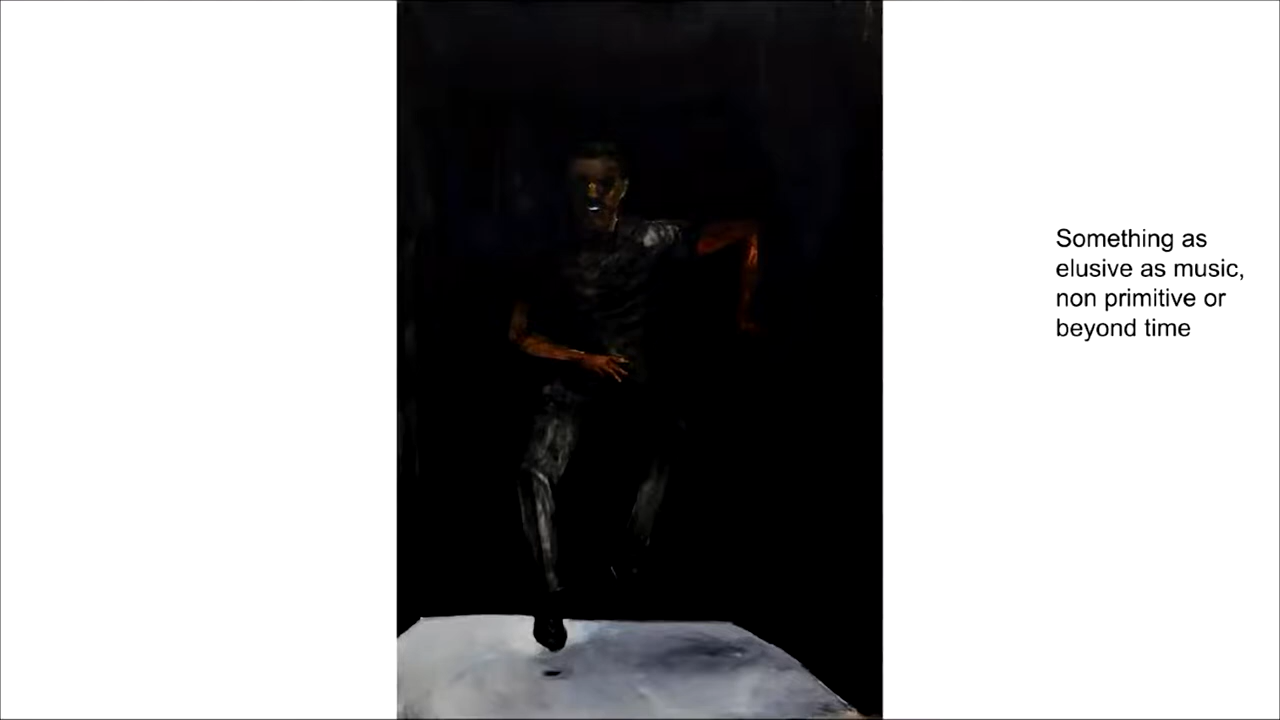 Something as
elusive as music,
non primitive or
beyond time